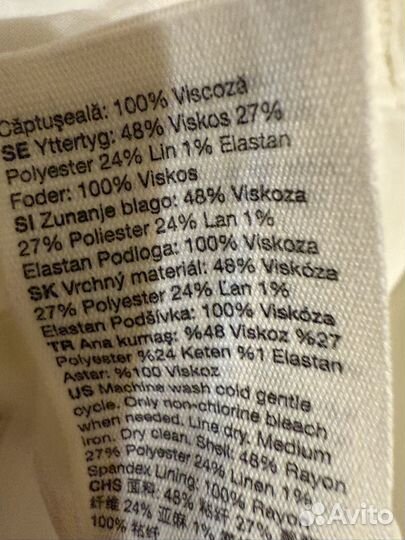 Căptușeală: 100% Viscoză
SE Yttertyg: 48% Viskos 27%
Polyester 24% Lin 1% Elastan
Foder: 100% Viskos
SI Zunanje blago: 48% Viskoza
27% Poliester 24% Lan 1%
Elastan Podloga: 100% Viskoza
SK Vrchný materiál: 48% Viskóza
27% Polyester 24% Ľan 1%
Elastan Podšívka: 100% Viskóza
TR Ana kumaş: %48 Viskoz %27
Polyester %24 Keten %1 Elastan
Astar: %100 Viskoz
US Machine wash cold gentle
cycle. Only non-chlorine bleach
when needed. Line dry. Medium
iron. Dry clean. Shell: 48% Rayon
27% Polyester 24% Linen 1%
Spandex Lining: 100% Rayon
CHS 面料: 48% 粘纤 27% 聚酯
纤维 24% 亚麻 1%
100% 粘纤
Avito